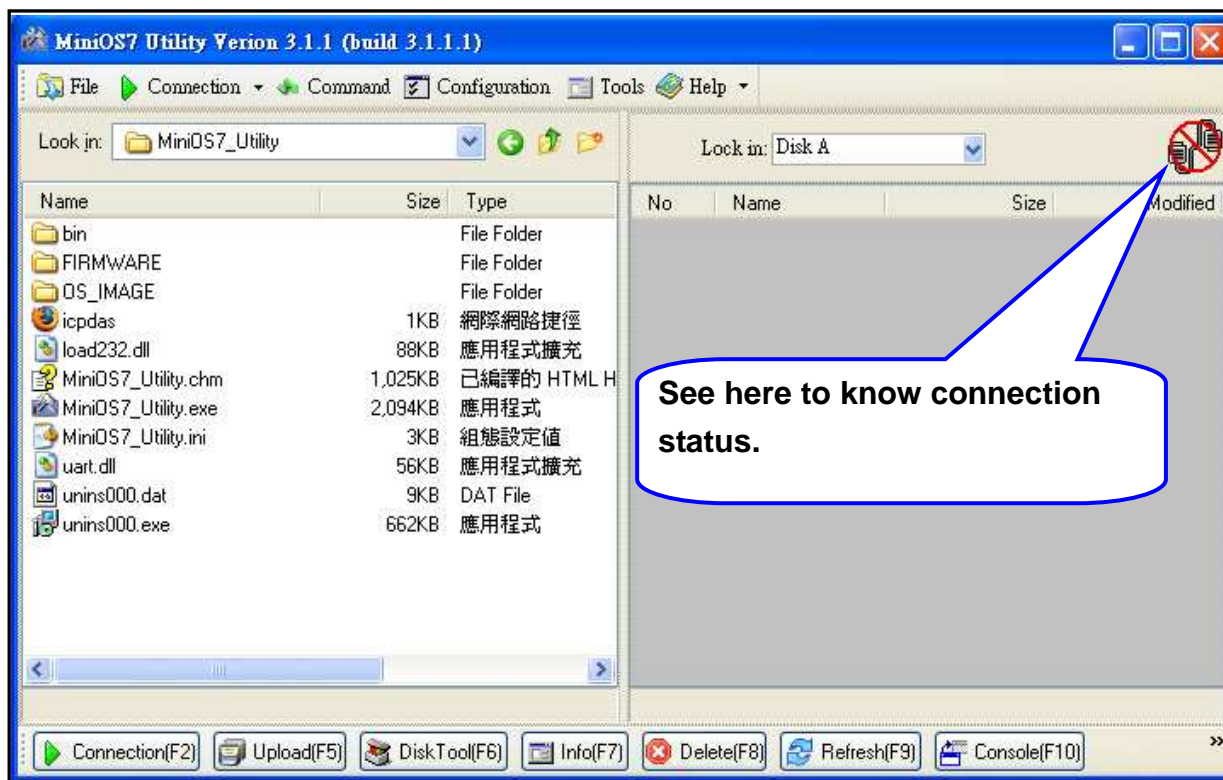 MiniOS7 Utility Verion 3.1.1 (build 3.1.1.1)
File Connection Command Configuration Tools Help
Look in: MiniOS7_Utility
Lock in: Disk A
Name Size Type
No Name Size Modified
bin File Folder
FIRMWARE File Folder
OS_IMAGE File Folder
icpdas 1KB 網際網路捷徑
load232.dll 88KB 應用程式擴充
MiniOS7_Utility.chm 1,025KB 已編譯的 HTML H
MiniOS7_Utility.exe 2,094KB 應用程式
MiniOS7_Utility.ini 3KB 組態設定值
uart.dll 56KB 應用程式擴充
unins000.dat 9KB DAT File
unins000.exe 662KB 應用程式
See here to know connection
status.
Connection(F2) Upload(F5) DiskTool(F6) Info(F7) Delete(F8) Refresh(F9) Console(F10) »